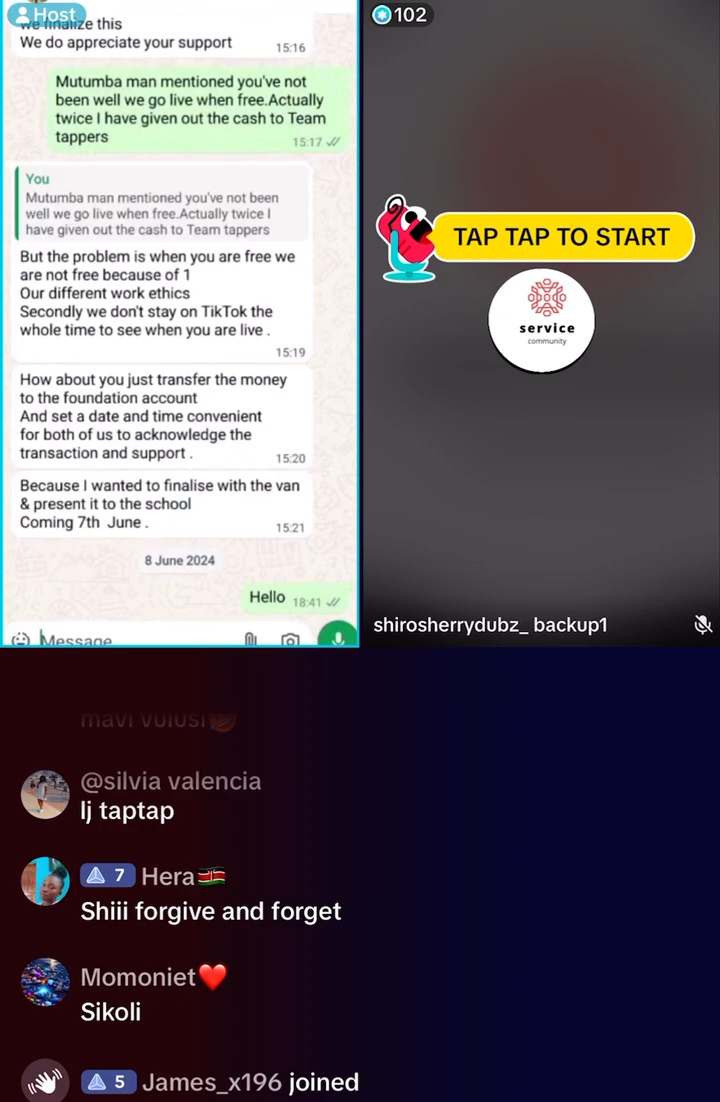 Host
we finalize this
We do appreciate your support
15:16
Mutumba man mentioned you've not
been well we go live when free.Actually
twice I have given out the cash to Team
tappers
15:17
You
Mutumba man mentioned you've not been
well we go live when free.Actually twice I
have given out the cash to Team tappers
But the problem is when you are free we
are not free because of 1
Our different work ethics
Secondly we don't stay on TikTok the
whole time to see when you are live .
15:19
How about you just transfer the money
to the foundation account
And set a date and time convenient
for both of us to acknowledge the
transaction and support .
15:20
Because I wanted to finalise with the van
& present it to the school
Coming 7th June .
15:21
8 June 2024
Hello 18:41
Message
102
TAP TAP TO START
service
community
shirosherrydubz_ backup1
mavi vulusi
@silvia valencia
lj taptap
7 Hera🇰🇪
Shiii forgive and forget
Momoniet❤️
Sikoli
5 James_x196 joined